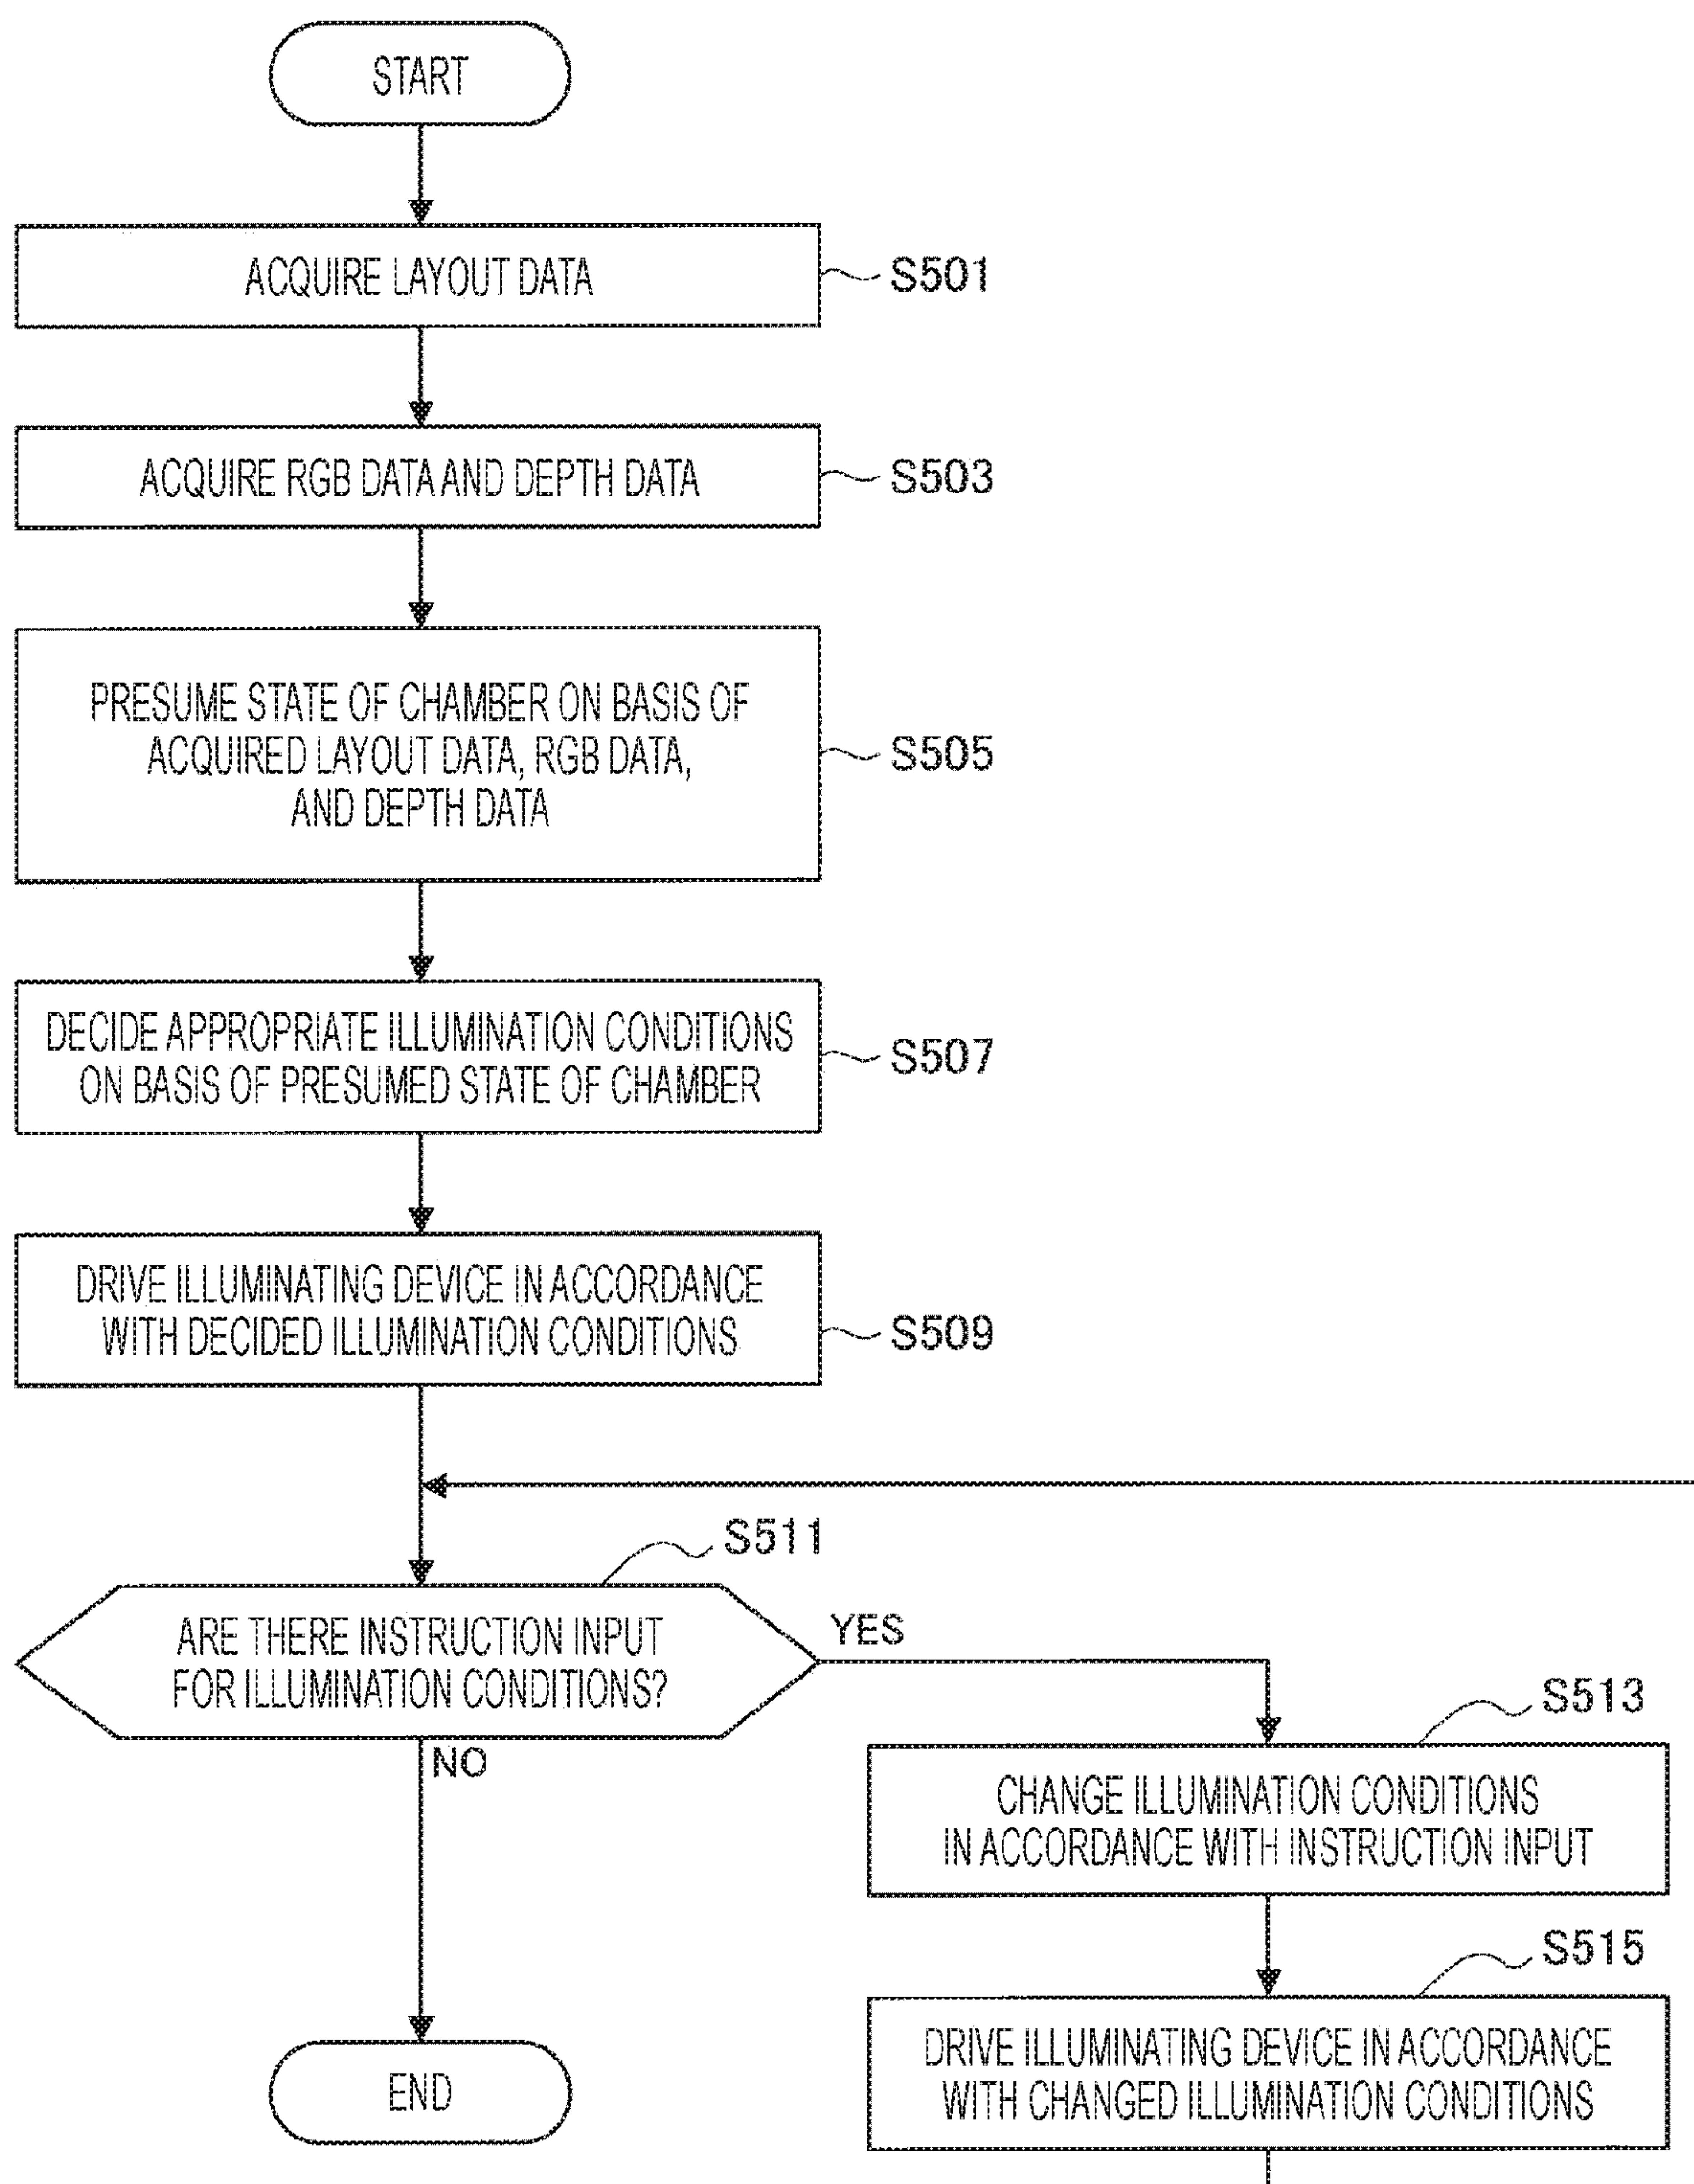 START
ACQUIRE LAYOUT DATA
S501
ACQUIRE RGB DATA AND DEPTH DATA
S503
PRESUME STATE OF CHAMBER ON BASIS OF
ACQUIRED LAYOUT DATA, RGB DATA,
AND DEPTH DATA
S505
DECIDE APPROPRIATE ILLUMINATION CONDITIONS
ON BASIS OF PRESUMED STATE OF CHAMBER
S507
DRIVE ILLUMINATING DEVICE IN ACCORDANCE
WITH DECIDED ILLUMINATION CONDITIONS
S509
S511
ARE THERE INSTRUCTION INPUT
FOR ILLUMINATION CONDITIONS?
YES
NO
S513
CHANGE ILLUMINATION CONDITIONS
IN ACCORDANCE WITH INSTRUCTION INPUT
S515
DRIVE ILLUMINATING DEVICE IN ACCORDANCE
WITH CHANGED ILLUMINATION CONDITIONS
END